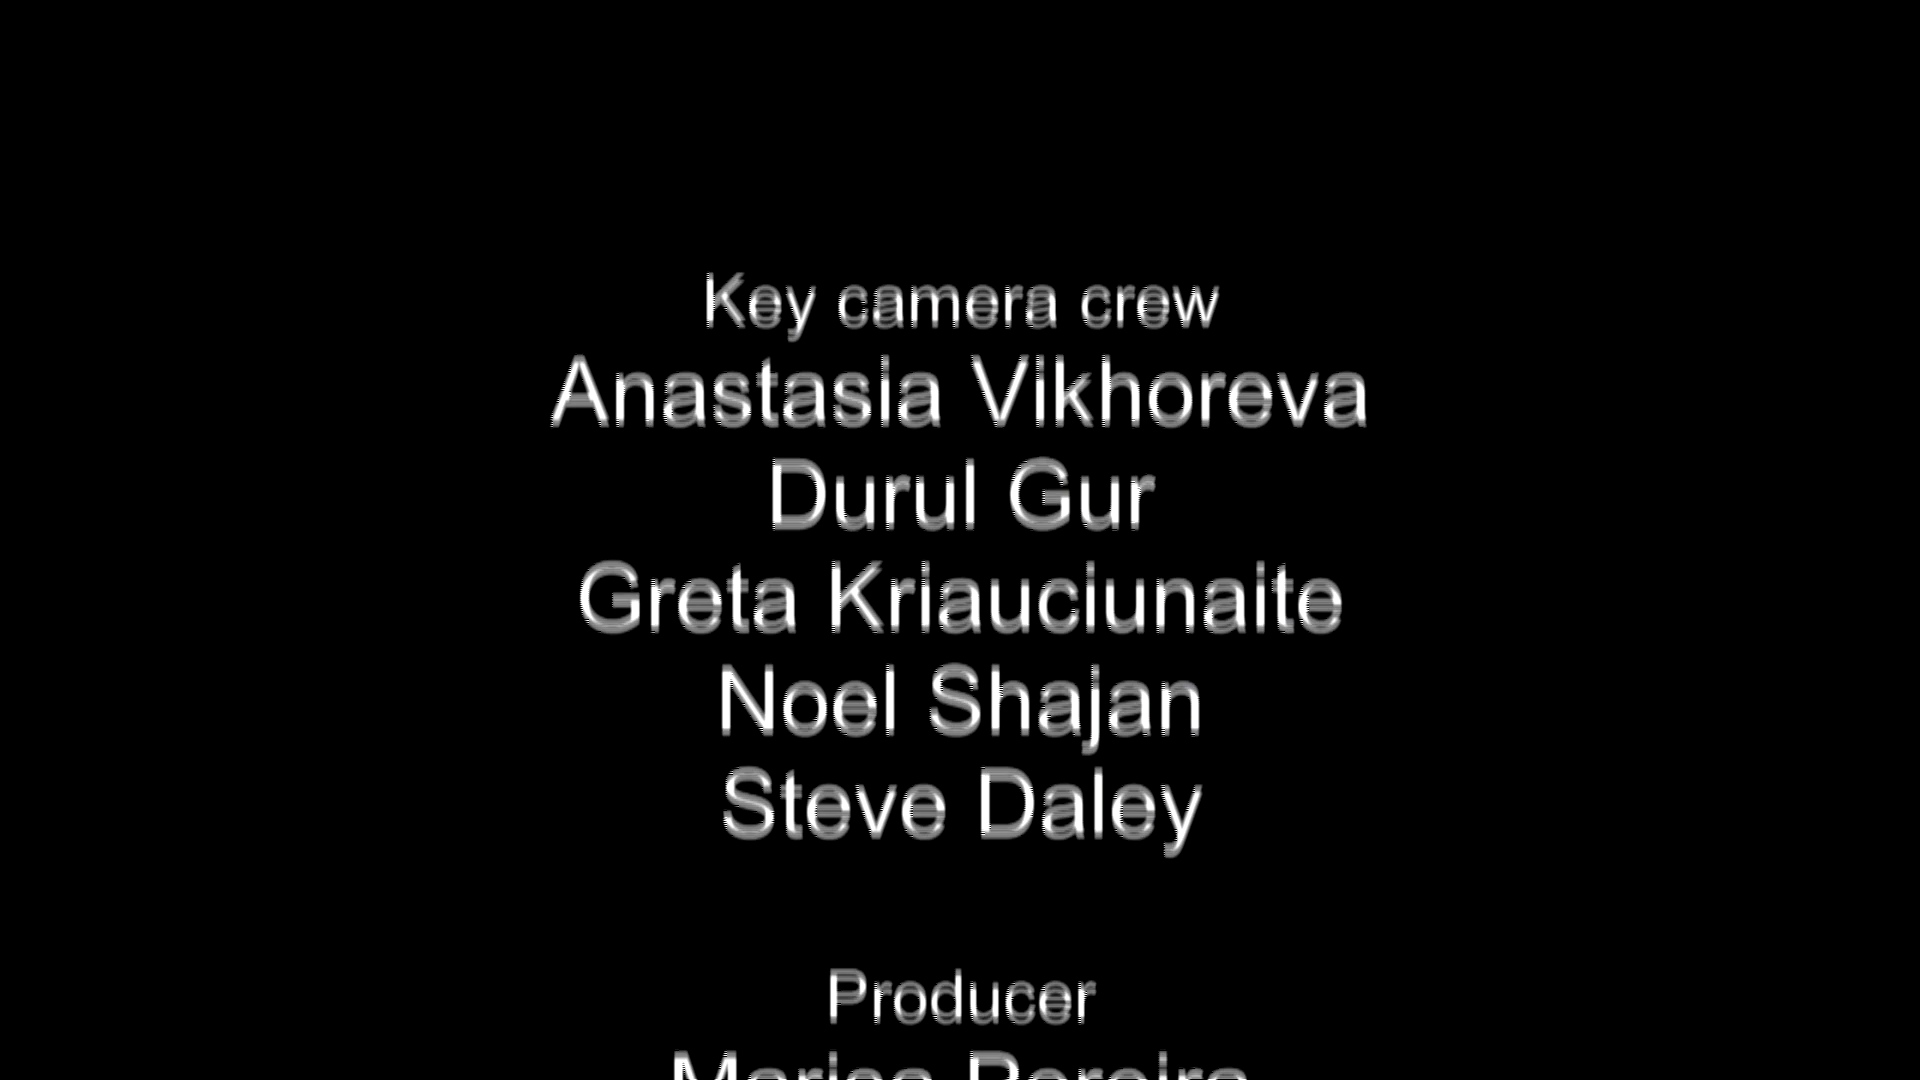 Key camera crew
Anastasia Vikhoreva
Durul Gur
Greta Kriauciunaite
Noel Shajan
Steve Daley
Producer